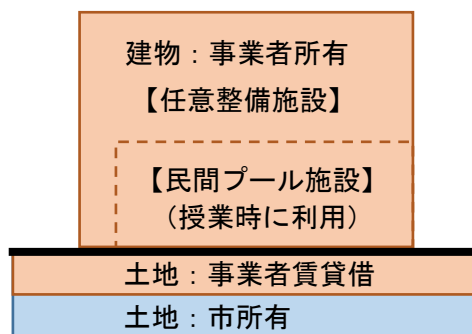 建物：事業者所有
【任意整備施設】
【民間プール施設】
（授業時に利用）
土地：事業者賃貸借
土地：市所有